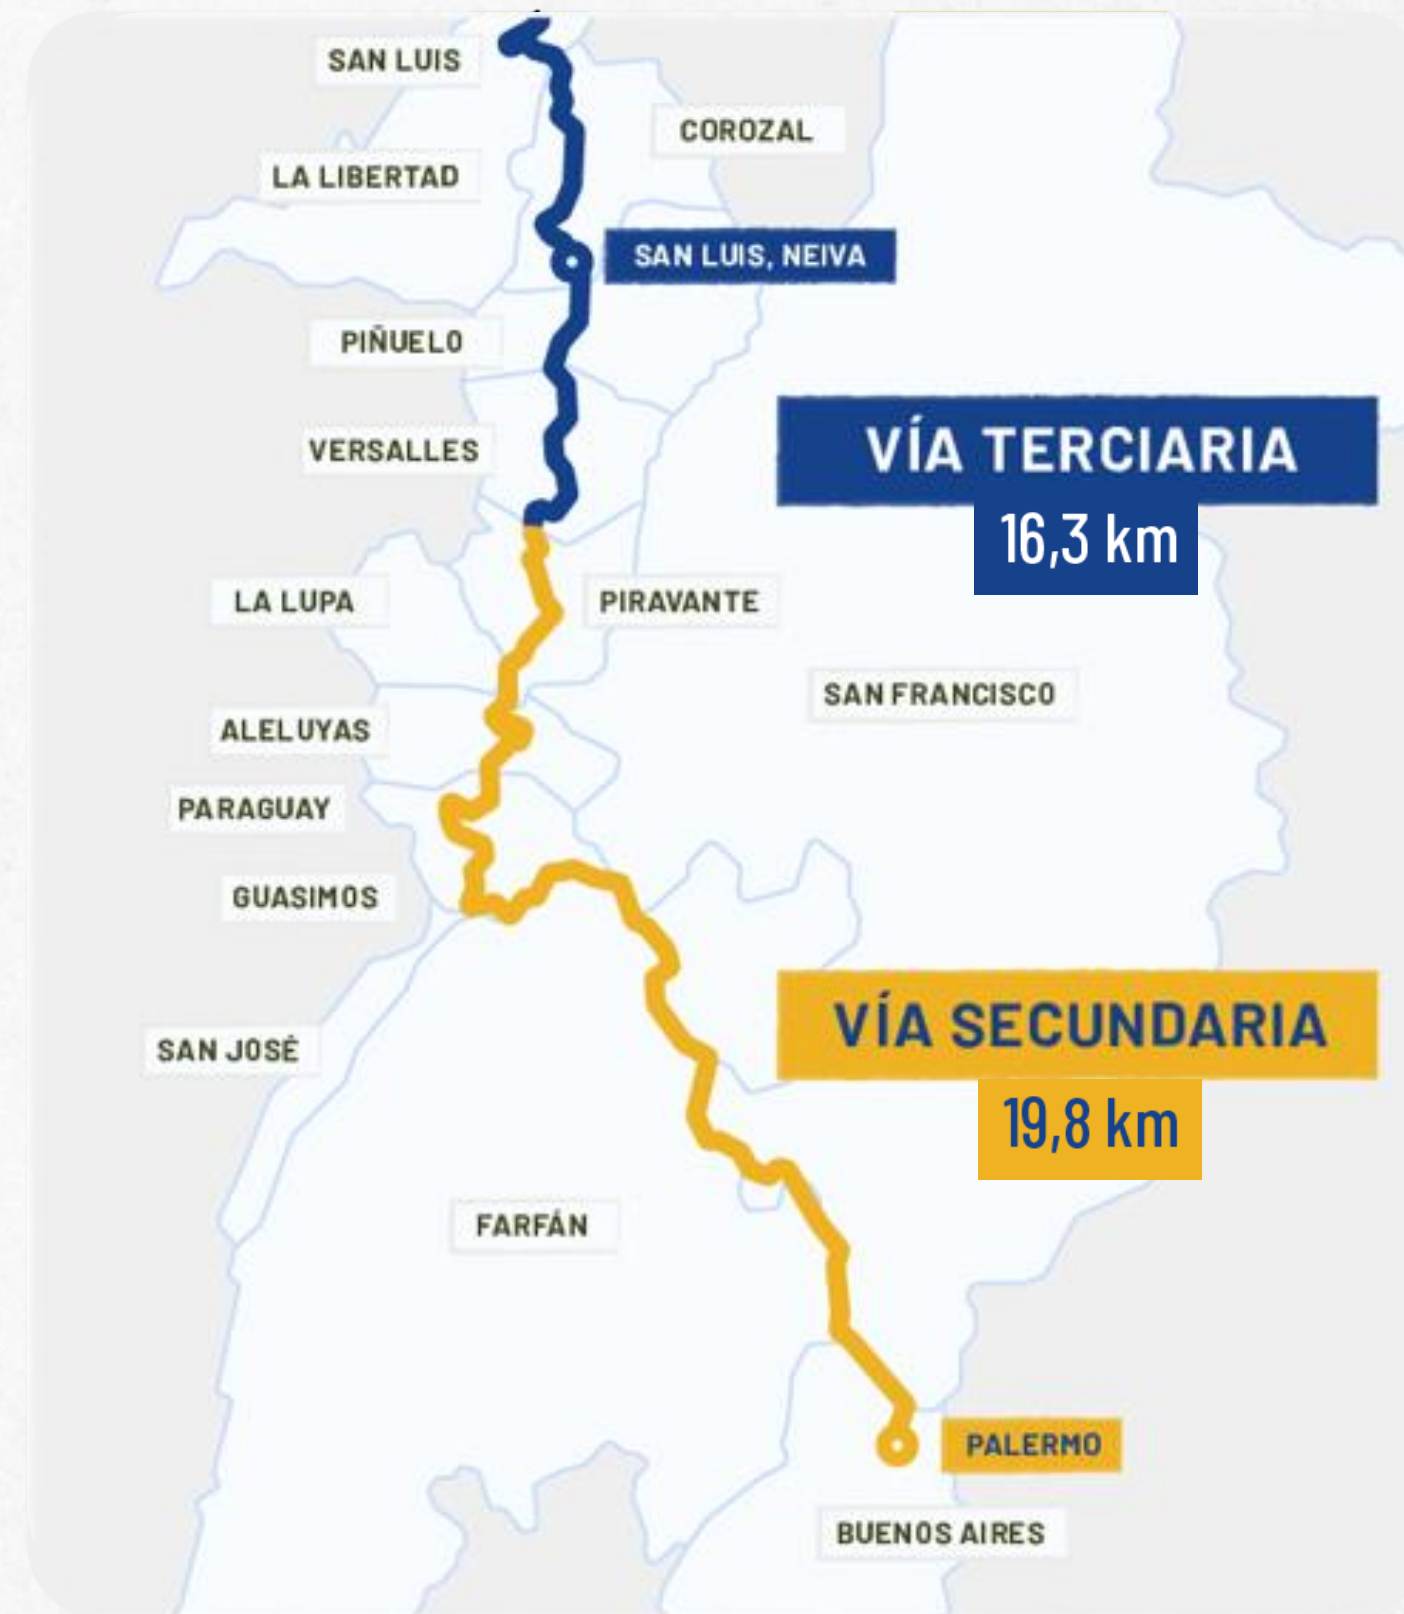 SAN LUIS
COROZAL
LA LIBERTAD
SAN LUIS, NEIVA
PIÑUELO
VERSALLES
VÍA TERCIARIA
16,3 km
LA LUPA
PIRAVANTE
SAN FRANCISCO
ALELUYAS
PARAGUAY
GUASIMOS
VÍA SECUNDARIA
19,8 km
SAN JOSÉ
FARFÁN
PALERMO
BUENOS AIRES